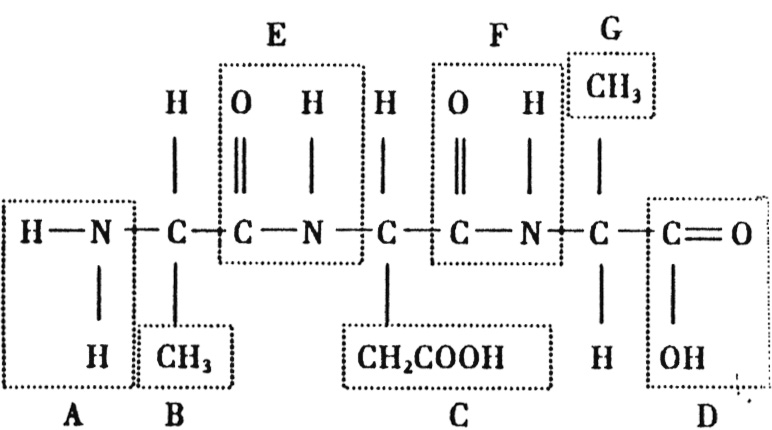 E F G
H O H H O H CH₃
H—N—C—C—N—C—C—N—C—C=O
H CH₃ CH₂COOH H OH
A B C D